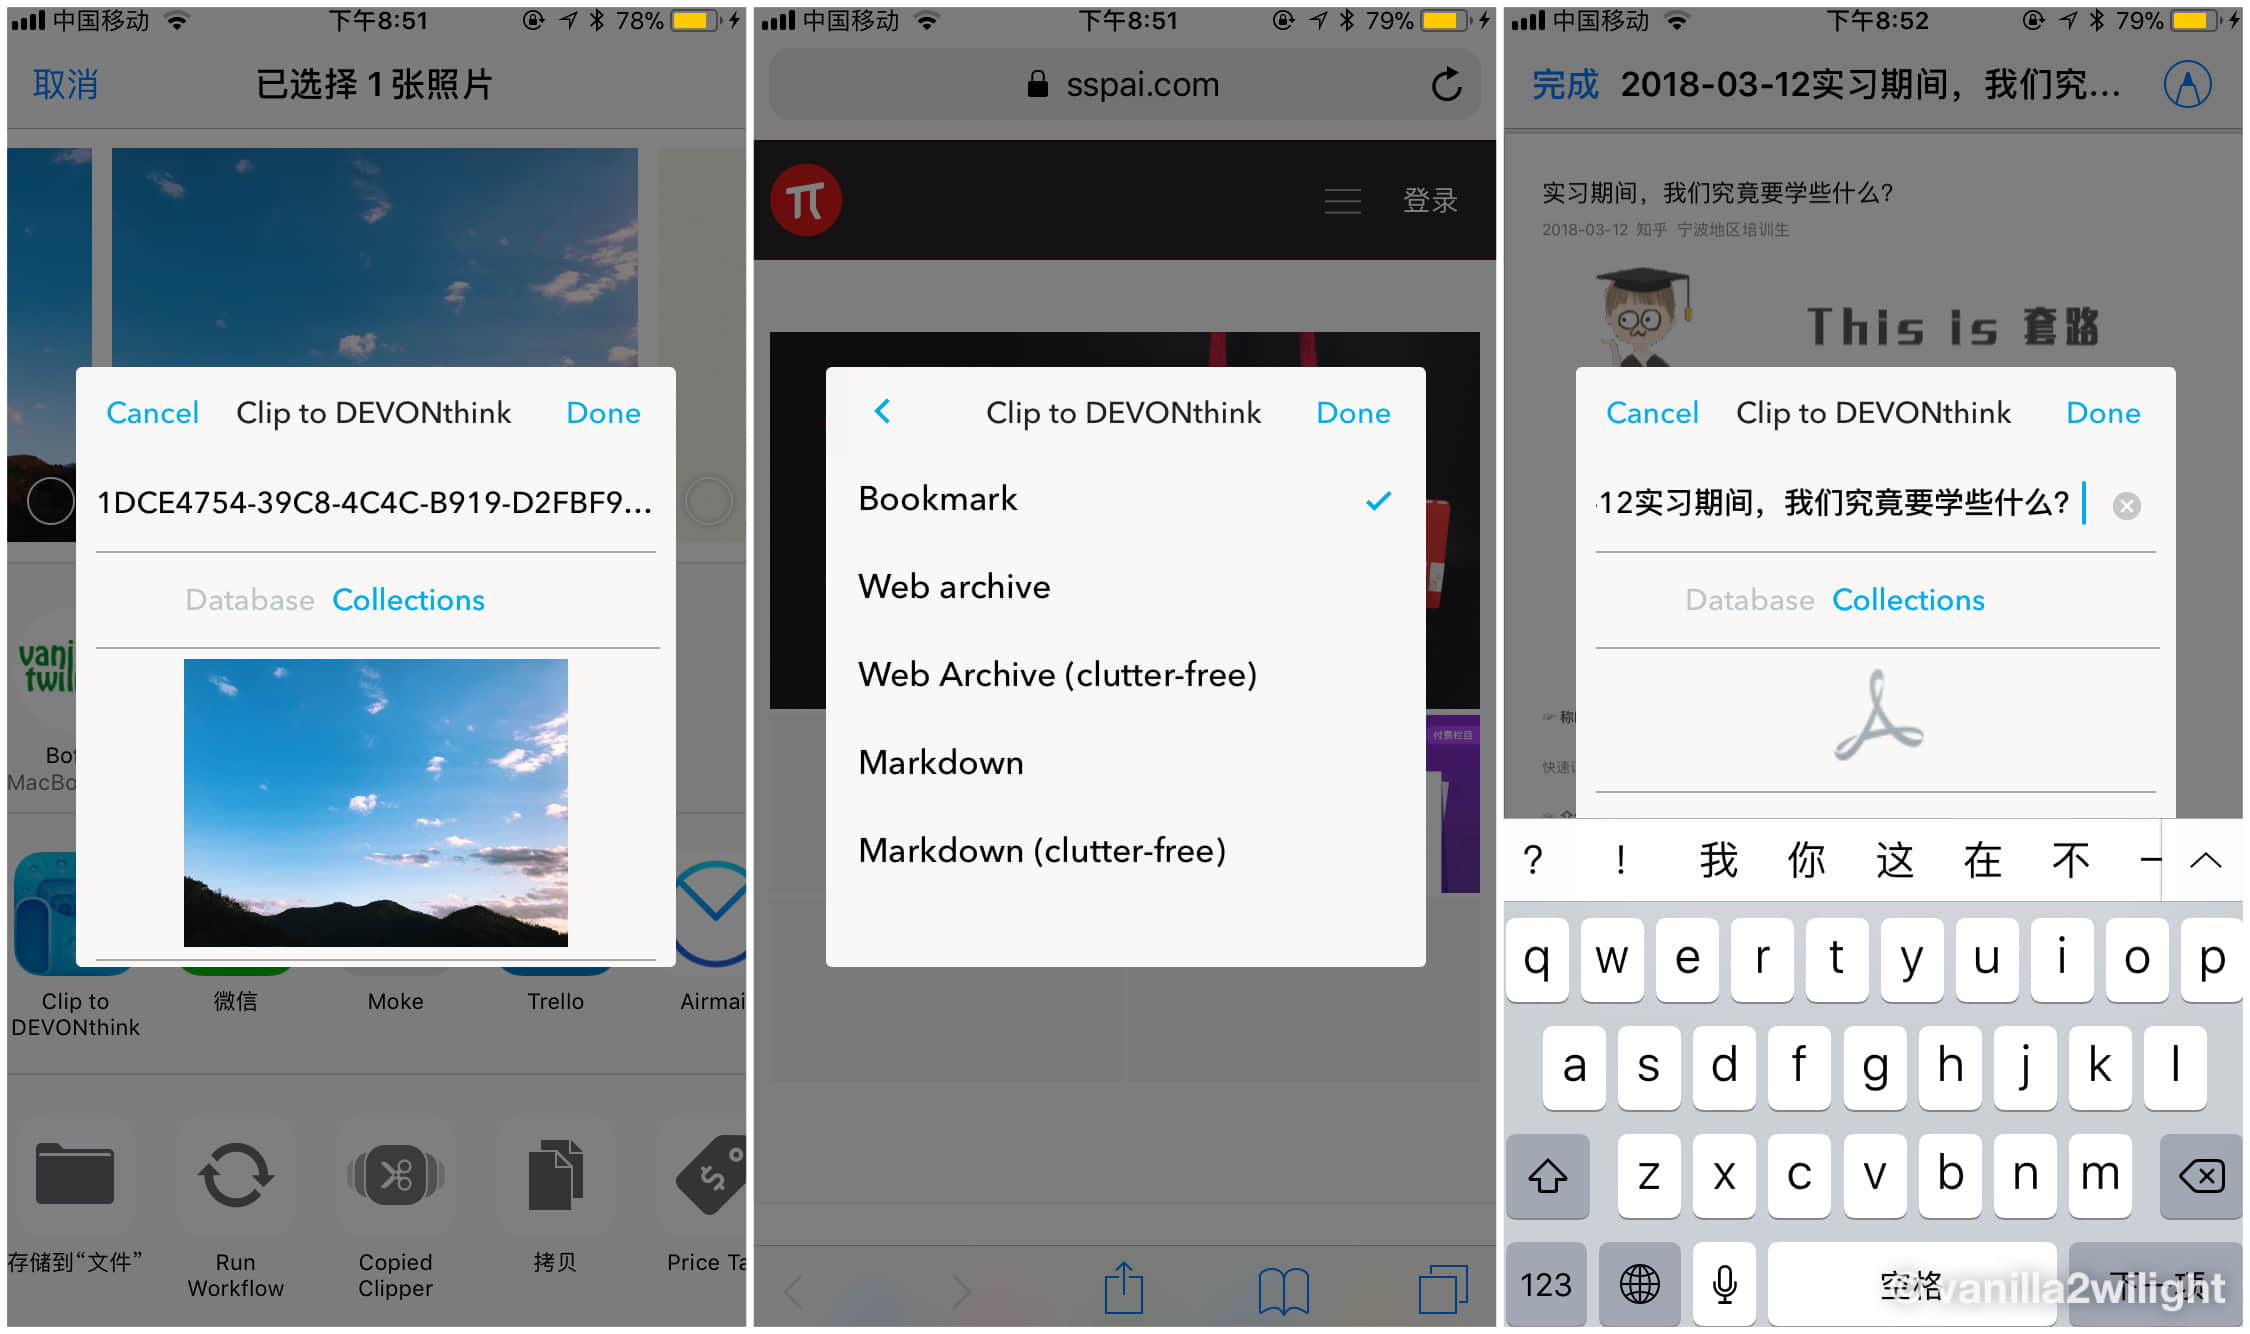 中国移动 下午8:51 78%
取消 已选择 1 张照片
Cancel Clip to DEVONthink Done
1DCE4754-39C8-4C4C-B919-D2FBF9...
Database Collections
Clip to DEVONthink
微信
Moke
Trello
Airmai
存储到“文件”
Run Workflow
Copied Clipper
拷贝
Price Ta
MacBo
中国移动 下午8:51 79%
sspai.com
登录
Clip to DEVONthink Done
Bookmark
Web archive
Web Archive (clutter-free)
Markdown
Markdown (clutter-free)
付费栏目
中国移动 下午8:52 79%
完成 2018-03-12实习期间，我们究...
实习期间，我们究竟要学些什么?
2018-03-12 知乎 宁波地区培训生
This is 套路
Cancel Clip to DEVONthink Done
12实习期间，我们究竟要学些什么?
Database Collections
? ! 我 你 这 在 不 一
q w e r t y u i o p
a s d f g h j k l
z x c v b n m
123 空格 下一项
@vanilla2wilight